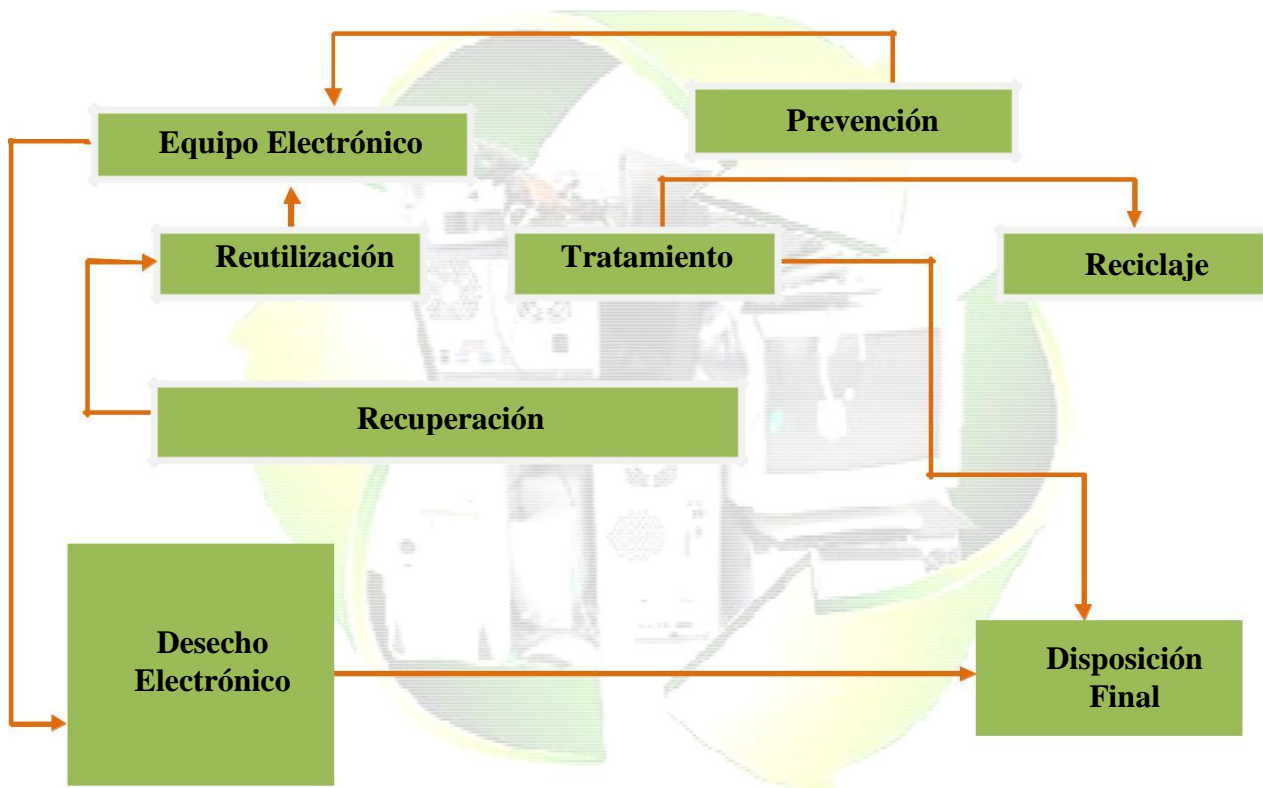 Prevención
Equipo Electrónico
Reutilización
Tratamiento
Reciclaje
Recuperación
Desecho
Electrónico
Disposición
Final